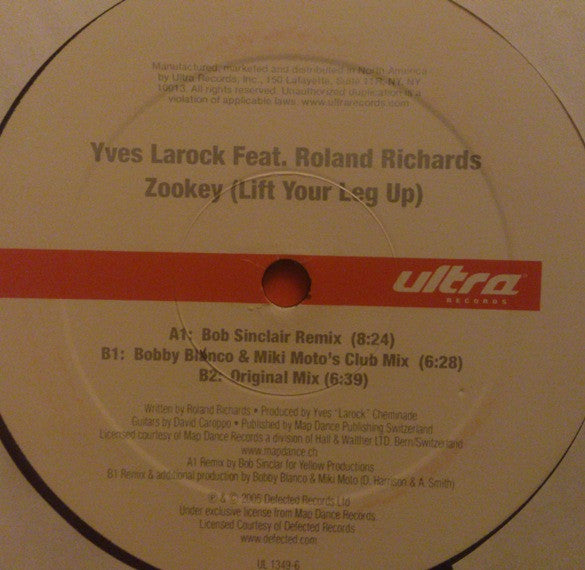 Manufactured, marketed and distributed in North America
by Ultra Records, Inc., 150 Lafayette, Suite 11R, NY, NY
10013. All rights reserved. Unauthorized duplication is a
violation of applicable laws. www.ultrarecords.com
Yves Larock Feat. Roland Richards
Zookey (Lift Your Leg Up)
ultra
RECORDS
A1: Bob Sinclair Remix (8:24)
B1: Bobby Blanco & Miki Moto's Club Mix (6:28)
B2: Original Mix (6:39)
Written by Roland Richards • Produced by Yves "Larock" Cheminade
Guitars by David Catoppo • Published by Map Dance Publishing Switzerland
Licensed courtesy of Map Dance Records a division of Hall & Walther LTD. Bern/Switzerland
www.mapdance.ch
A1 Remix by Bob Sinclar for Yellow Productions
B1 Remix & additional production by Bobby Blanco & Miki Moto (D. Harrison & A. Smith)
℗ & © 2005 Defected Records Ltd
Under exclusive license from Map Dance Records.
Licensed Courtesy of Defected Records
www.defected.com
UL 1349-6